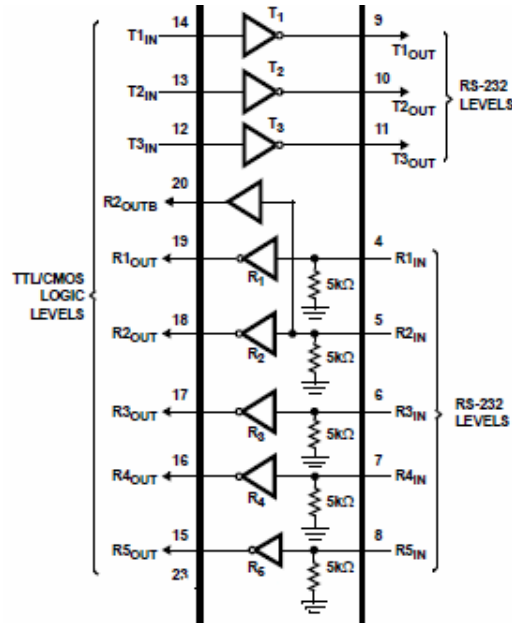 14 T1 9
T1IN T1OUT
13 T2 10
T2IN T2OUT
RS-232
LEVELS
12 T3 11
T3IN T3OUT
20
R2OUTB
19 4
R1OUT R1 R1IN
5kΩ
TTL/CMOS
LOGIC
LEVELS
18 5
R2OUT R2 R2IN
5kΩ
17 6
R3OUT R3 R3IN
5kΩ
RS-232
LEVELS
16 7
R4OUT R4 R4IN
5kΩ
15 8
R5OUT R5 R5IN
5kΩ
23